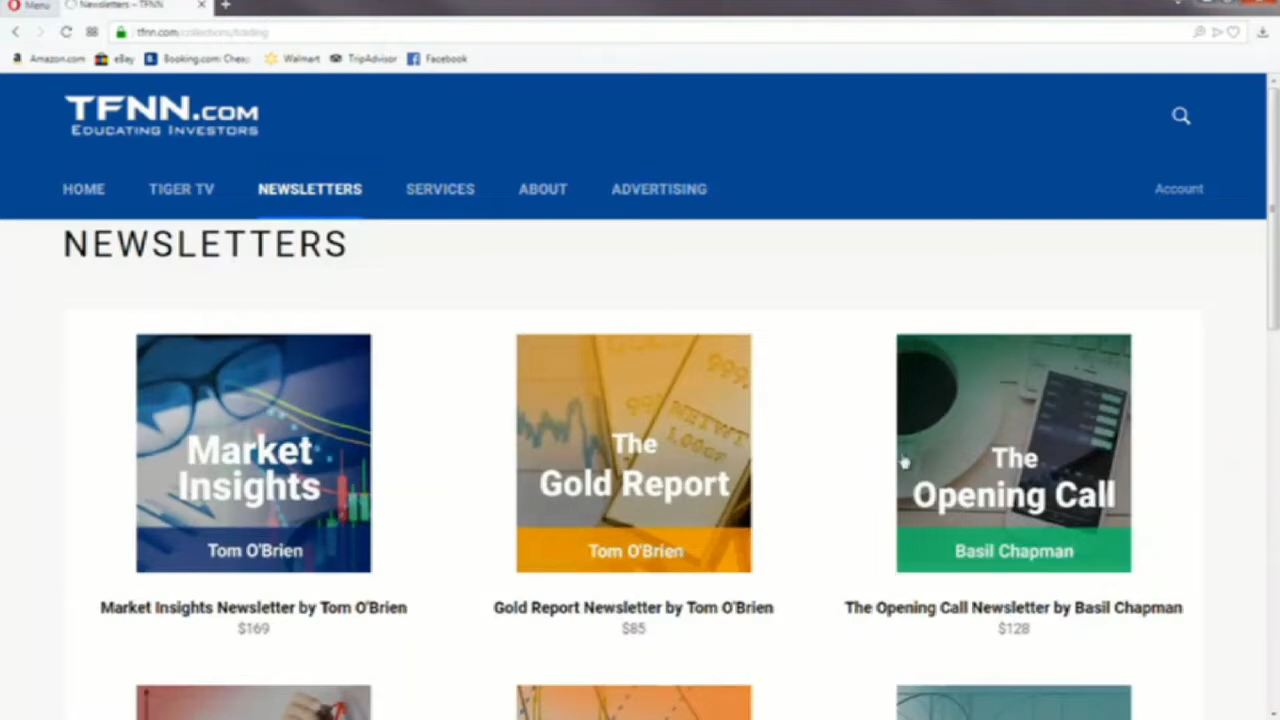 Menu
Newsletters – TFNN
tfnn.com/collections/trading
Amazon.com
eBay
Booking.com: Cheap
Walmart
TripAdvisor
Facebook
TFNN.COM
EDUCATING INVESTORS
HOME
TIGER TV
NEWSLETTERS
SERVICES
ABOUT
ADVERTISING
Account
NEWSLETTERS
Market
Insights
Tom O'Brien
The
Gold Report
Tom O'Brien
The
Opening Call
Basil Chapman
Market Insights Newsletter by Tom O'Brien
$169
Gold Report Newsletter by Tom O'Brien
$85
The Opening Call Newsletter by Basil Chapman
$128